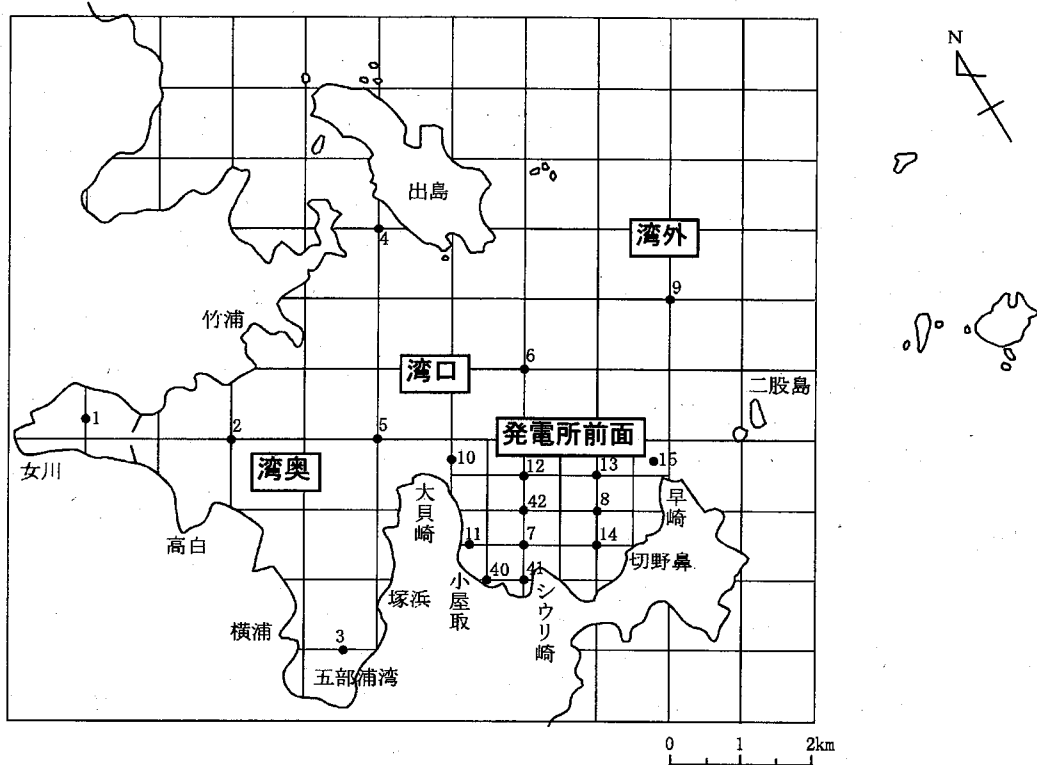 N
出島
湾外
4
9
竹浦
6
湾口
二股島
1
2
5
発電所前面
10
12
13
15
女川
湾奥
大貝崎
42
8
早崎
高白
11
7
14
切野鼻
40
41
塚浜
小屋取
シウリ崎
横浦
3
五部浦湾
0 1 2km